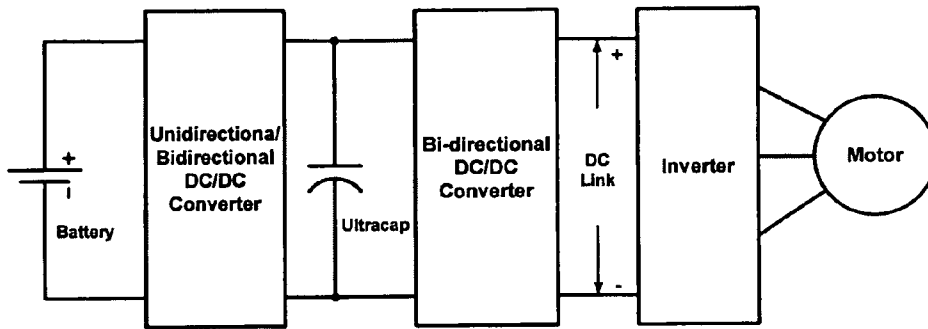 Unidirectiona/
Bidirectional
DC/DC
Converter
+
-
Battery
Ultracap
Bi-directional
DC/DC
Converter
+
DC
Link
-
Inverter
Motor